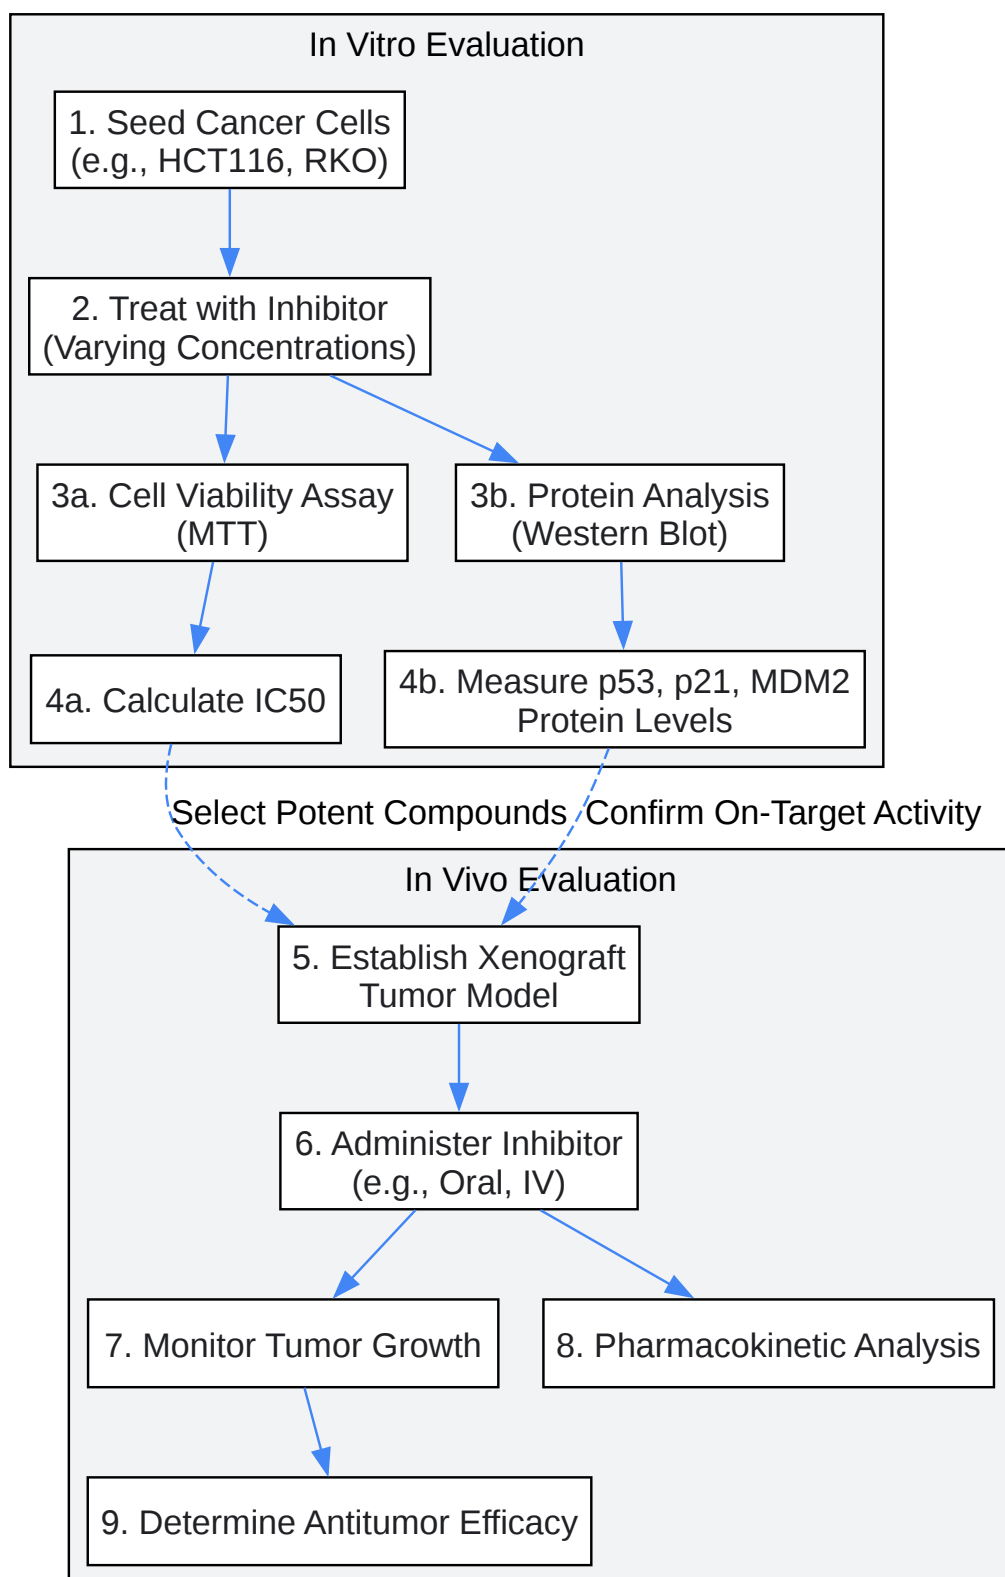 In Vitro Evaluation
1. Seed Cancer Cells
(e.g., HCT116, RKO)
2. Treat with Inhibitor
(Varying Concentrations)
3a. Cell Viability Assay
(MTT)
3b. Protein Analysis
(Western Blot)
4a. Calculate IC50
4b. Measure p53, p21, MDM2
Protein Levels
Select Potent Compounds
Confirm On-Target Activity
In Vivo Evaluation
5. Establish Xenograft
Tumor Model
6. Administer Inhibitor
(e.g., Oral, IV)
7. Monitor Tumor Growth
8. Pharmacokinetic Analysis
9. Determine Antitumor Efficacy